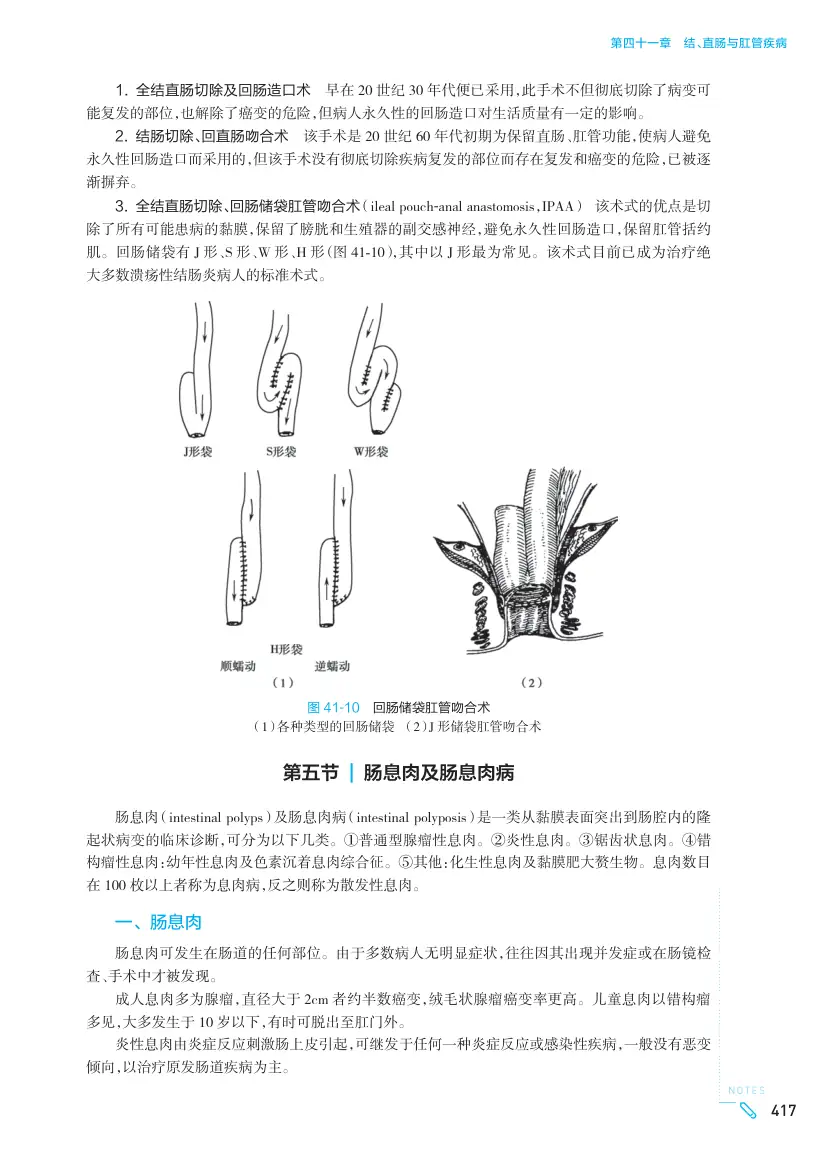 第四十一章 结、直肠与肛管疾病
1. 全结直肠切除及回肠造口术 早在 20 世纪 30 年代便已采用,此手术不但彻底切除了病变可
能复发的部位,也解除了癌变的危险,但病人永久性的回肠造口对生活质量有一定的影响。
2. 结肠切除、回直肠吻合术 该手术是 20 世纪 60 年代初期为保留直肠、肛管功能,使病人避免
永久性回肠造口而采用的,但该手术没有彻底切除疾病复发的部位而存在复发和癌变的危险,已被逐
渐摒弃。
3. 全结直肠切除、回肠储袋肛管吻合术(ileal pouch-anal anastomosis,IPAA) 该术式的优点是切
除了所有可能患病的黏膜,保留了膀胱和生殖器的副交感神经,避免永久性回肠造口,保留肛管括约
肌。回肠储袋有 J 形、S 形、W 形、H 形(图 41-10),其中以 J 形最为常见。该术式目前已成为治疗绝
大多数溃疡性结肠炎病人的标准术式。
J形袋 S形袋 W形袋
H形袋
顺蠕动 逆蠕动
(1) (2)
图 41-10 回肠储袋肛管吻合术
(1)各种类型的回肠储袋 (2)J 形储袋肛管吻合术
第五节 | 肠息肉及肠息肉病
肠息肉(intestinal polyps)及肠息肉病(intestinal polyposis)是一类从黏膜表面突出到肠腔内的隆
起状病变的临床诊断,可分为以下几类。①普通型腺瘤性息肉。②炎性息肉。③锯齿状息肉。④错
构瘤性息肉:幼年性息肉及色素沉着息肉综合征。⑤其他:化生性息肉及黏膜肥大赘生物。息肉数目
在 100 枚以上者称为息肉病,反之则称为散发性息肉。
一、肠息肉
肠息肉可发生在肠道的任何部位。由于多数病人无明显症状,往往因其出现并发症或在肠镜检
查、手术中才被发现。
成人息肉多为腺瘤,直径大于 2cm 者约半数癌变,绒毛状腺瘤癌变率更高。儿童息肉以错构瘤
多见,大多发生于 10 岁以下,有时可脱出至肛门外。
炎性息肉由炎症反应刺激肠上皮引起,可继发于任何一种炎症反应或感染性疾病,一般没有恶变
倾向,以治疗原发肠道疾病为主。
NOTES
417